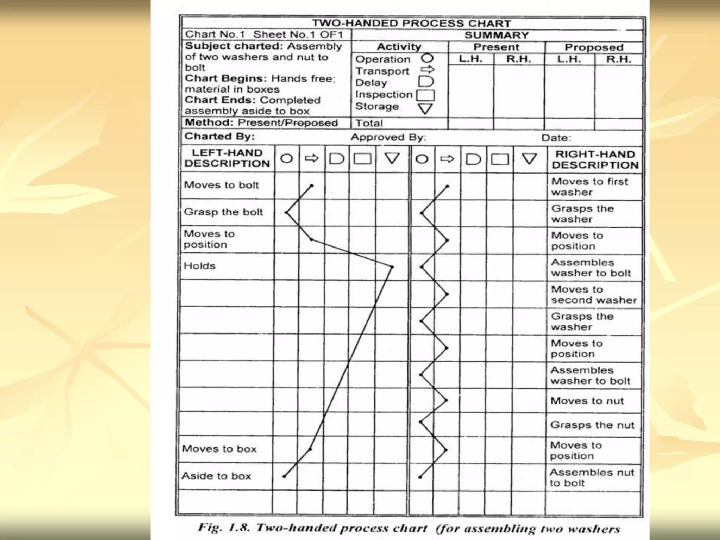 TWO-HANDED PROCESS CHART
Chart No.1 Sheet No.1 OF1
SUMMARY
Subject charted: Assembly
of two washers and nut to
bolt
Chart Begins: Hands free;
material in boxes
Chart Ends: Completed
assembly aside to box
Method: Present/Proposed
Activity
Present
Proposed
L.H.
R.H.
L.H.
R.H.
Operation
Transport
Delay
Inspection
Storage
Total
Charted By:
Approved By:
Date:
LEFT-HAND
DESCRIPTION
RIGHT-HAND
DESCRIPTION
Moves to bolt
Moves to first
washer
Grasp the bolt
Grasps the
washer
Moves to
position
Moves to
position
Holds
Assembles
washer to bolt
Moves to
second washer
Grasps the
washer
Moves to
position
Assembles
washer to bolt
Moves to nut
Grasps the nut
Moves to box
Moves to
position
Aside to box
Assembles nut
to bolt
Fig. 1.8. Two-handed process chart (for assembling two washers